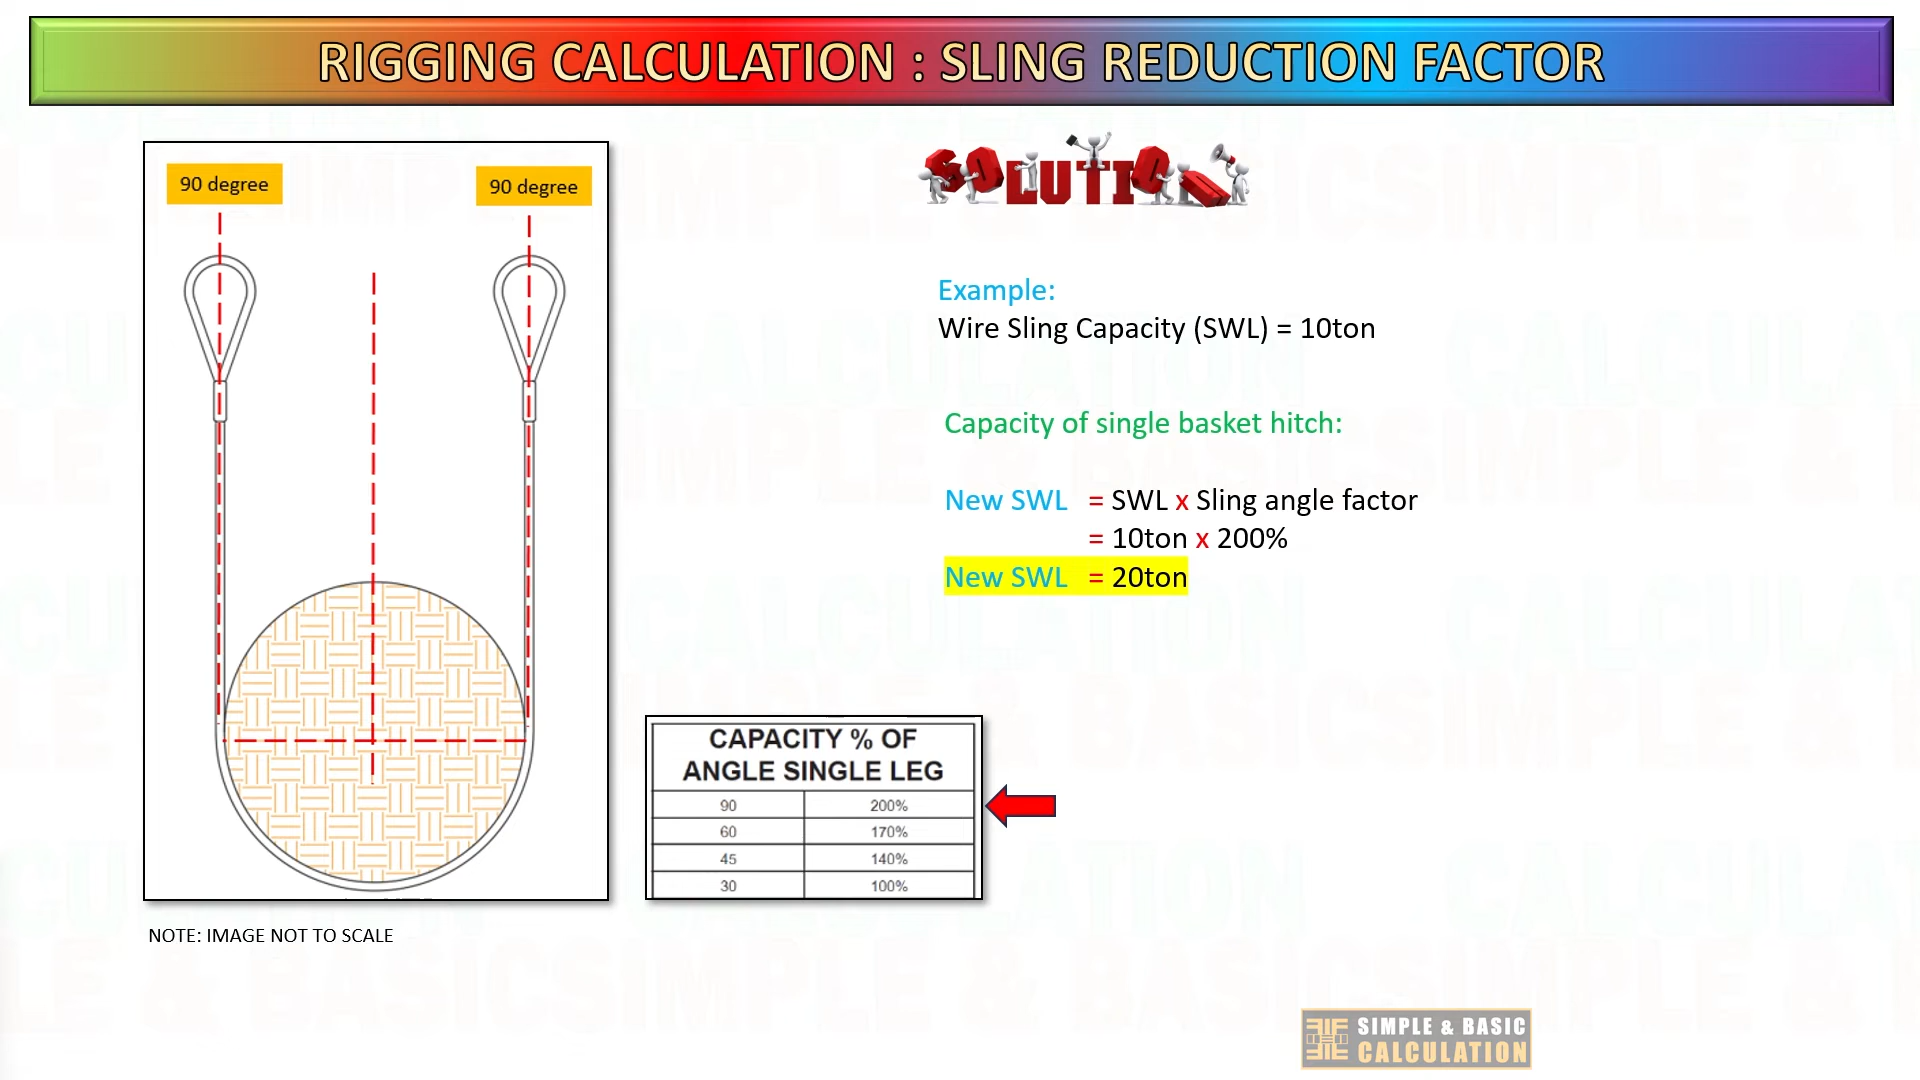 RIGGING CALCULATION : SLING REDUCTION FACTOR
90 degree
90 degree
SOLUTION
Example:
Wire Sling Capacity (SWL) = 10ton
Capacity of single basket hitch:
New SWL = SWL x Sling angle factor
= 10ton x 200%
New SWL = 20ton
CAPACITY % OF
ANGLE SINGLE LEG
90 200%
60 170%
45 140%
30 100%
NOTE: IMAGE NOT TO SCALE
SIMPLE & BASIC
CALCULATION